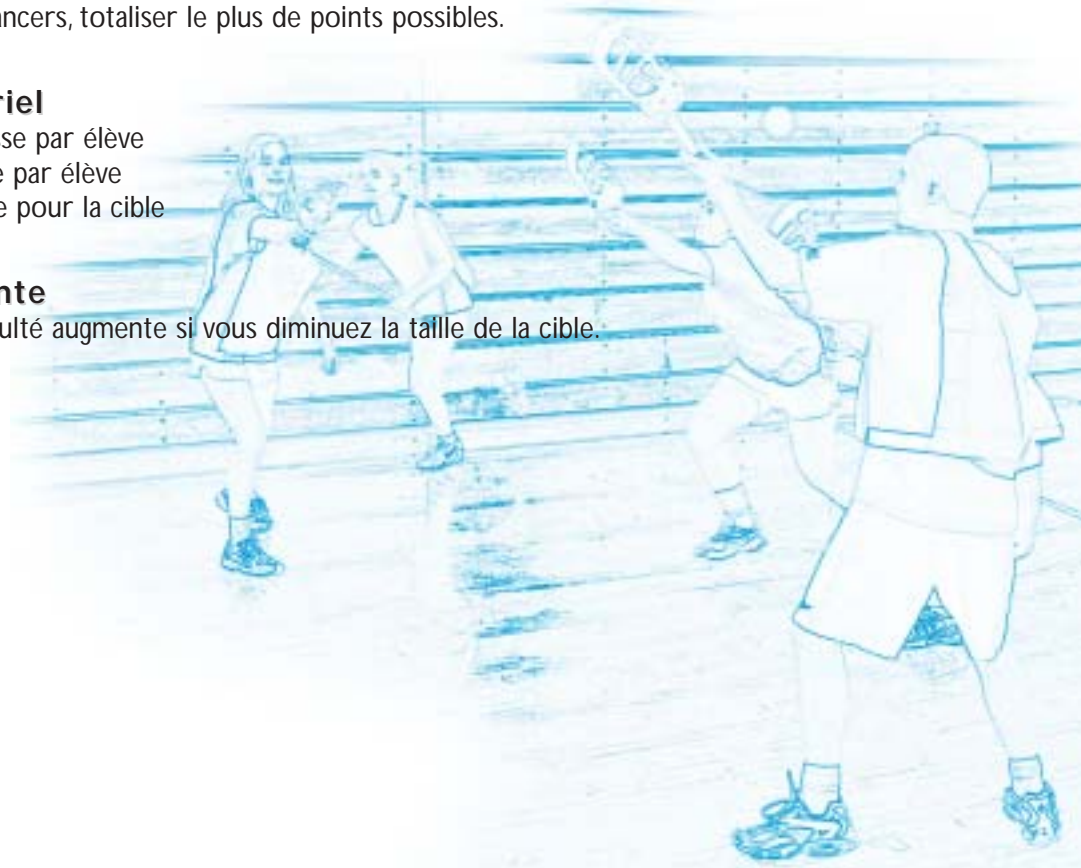 ancers, totaliser le plus de points possibles.
riel
sse par élève
e par élève
e pour la cible
nte
ulté augmente si vous diminuez la taille de la cible.